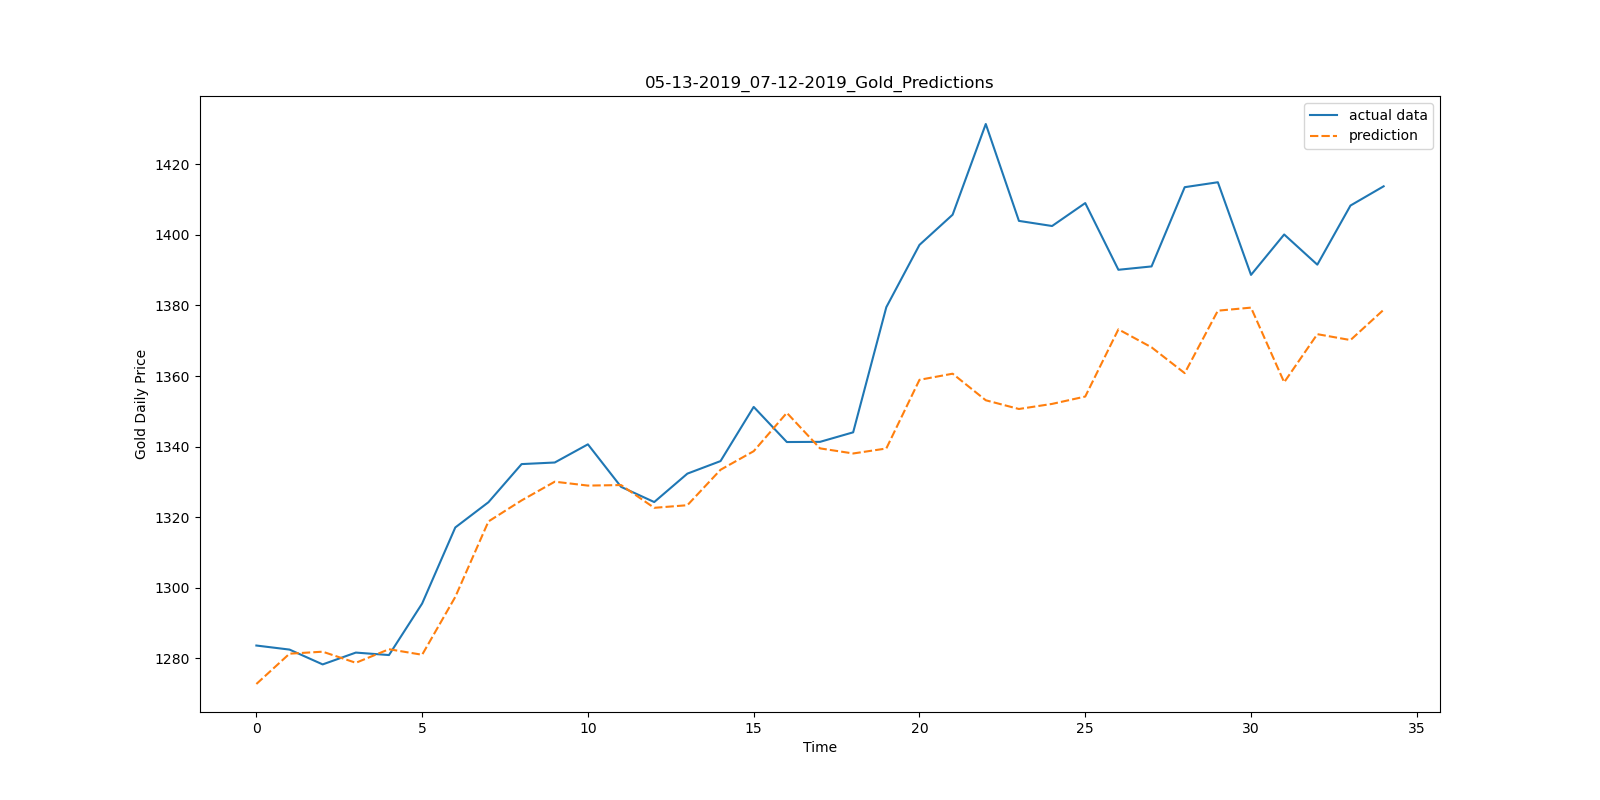 05-13-2019_07-12-2019_Gold_Predictions
actual data
prediction
Gold Daily Price
1420
1400
1380
1360
1340
1320
1300
1280
0 5 10 15 20 25 30 35
Time